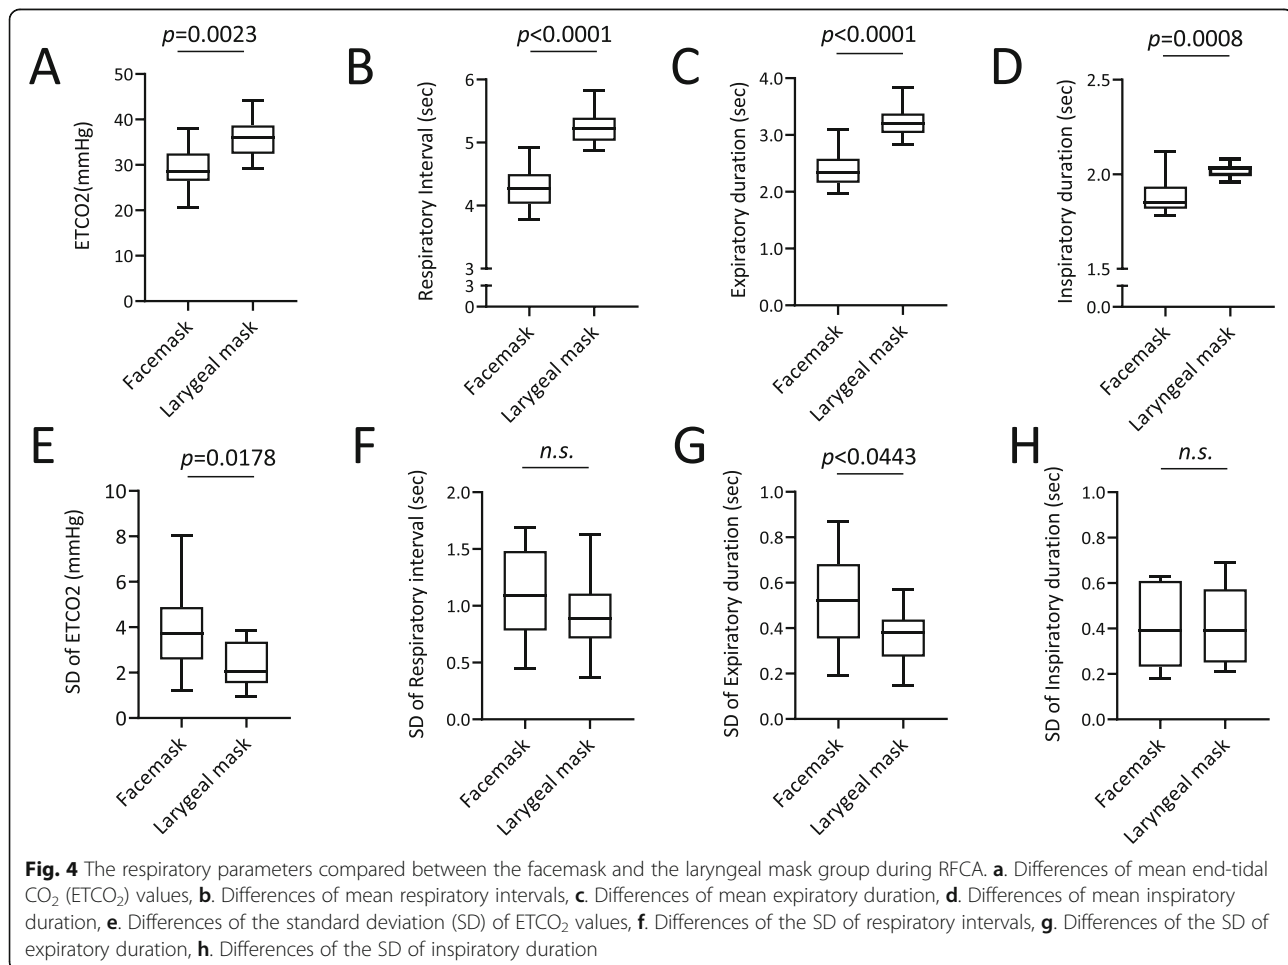 A
p=0.0023
ETCO2(mmHg)
50
40
30
20
10
0
Facemask
Larygeal mask
B
p<0.0001
Respiratory Interval (sec)
6
5
4
3
3
0
Facemask
Larygeal mask
C
p<0.0001
Expiratory duration (sec)
4.0
3.0
2.0
1.0
0.0
Facemask
Larygeal mask
D
p=0.0008
Inspiratory duration (sec)
2.5
2.0
1.5
0.0
Facemask
Laryngeal mask
E
p=0.0178
SD of ETCO2 (mmHg)
10
8
6
4
2
0
Facemask
Larygeal mask
F
n.s.
SD of Respiratory interval (sec)
2.0
1.5
1.0
0.5
0.0
Facemask
Larygeal mask
G
p<0.0443
SD of Expiratory duration (sec)
1.0
0.8
0.6
0.4
0.2
0.0
Facemask
Larygeal mask
H
n.s.
SD of Inspiratory duration (sec)
1.0
0.8
0.6
0.4
0.2
0.0
Facemask
Laryngeal mask
Fig. 4 The respiratory parameters compared between the facemask and the laryngeal mask group during RFCA. a. Differences of mean end-tidal
CO₂ (ETCO₂) values, b. Differences of mean respiratory intervals, c. Differences of mean expiratory duration, d. Differences of mean inspiratory
duration, e. Differences of the standard deviation (SD) of ETCO₂ values, f. Differences of the SD of respiratory intervals, g. Differences of the SD of
expiratory duration, h. Differences of the SD of inspiratory duration